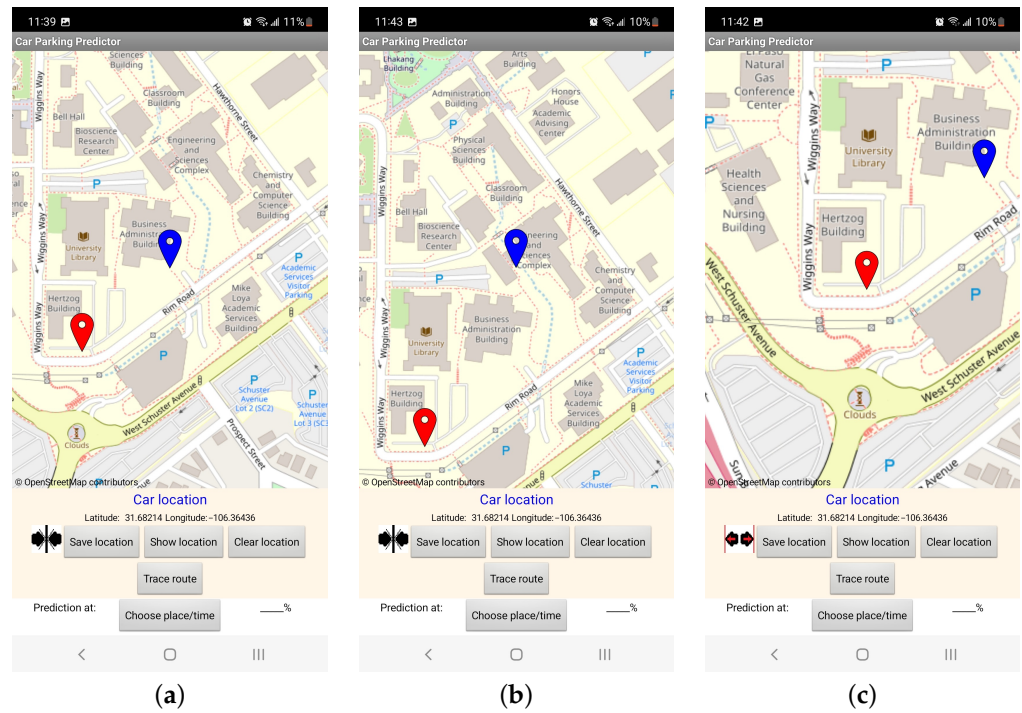 11:39 11%
Car Parking Predictor
Sciences
Building
Classroom
Building
Hawthorne Street
Bell Hall
Bioscience
Research
Center
Engineering
and
Sciences
Complex
Wiggins Way
P
Chemistry
and
Computer
Science
Building
University
Library
Business
Administration
Building
P
Academic
Services
Visitor
Parking
Hertzog
Building
Mike
Loya
Academic
Services
Building
Rim Road
Wiggins Way
P
P
Schuster
Avenue
Lot 2 (SC2)
P
Schuster
Avenue
Lot 3 (SC3
West Schuster Avenue
Clouds
Prospect Street
© OpenStreetMap contributors
Car location
Latitude: 31.68214 Longitude:-106.36436
Save location Show location Clear location
Trace route
Prediction at: Choose place/time ____%
(a)
11:43 10%
Car Parking Predictor
Lhakang
Building
Arts
Building
P
Administration
Building
P
Honors
House
Academic
Advising
Center
Physical
Sciences
Building
Classroom
Building
Hawthorne Street
Wiggins Way
Bell Hall
Bioscience
Research
Center
Sciences
Complex
P
Chemistry
and
Computer
Science
Building
University
Library
Business
Administration
Building
P
Academic
Services
Visitor
Parking
Hertzog
Building
Mike
Loya
Academic
Services
Building
Rim Road
Wiggins Way
P
P
Schuster
© OpenStreetMap contributors
Car location
Latitude: 31.68214 Longitude:-106.36436
Save location Show location Clear location
Trace route
Prediction at: Choose place/time ____%
(b)
11:42 10%
Car Parking Predictor
El Paso
Natural
Gas
Conference
Center
P
P
Wiggins Way
University
Library
Business
Administration
Building
Health
Sciences
and
Nursing
Building
Hertzog
Building
Rim Road
Wiggins Way
P
West Schuster Avenue
West Schuster Avenue
Clouds
P
© OpenStreetMap contributors
Car location
Latitude: 31.68214 Longitude:-106.36436
Save location Show location Clear location
Trace route
Prediction at: Choose place/time ____%
(c)